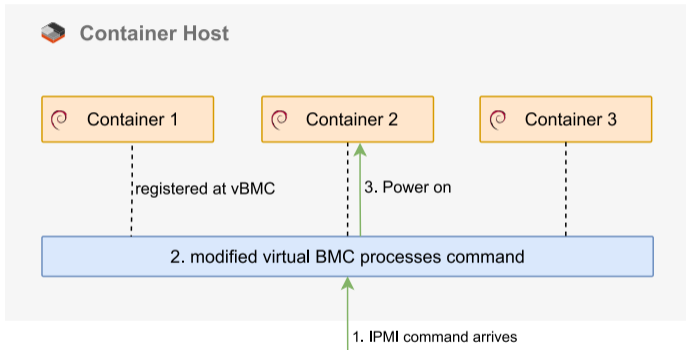 Container Host
Container 1
Container 2
Container 3
registered at vBMC
3. Power on
2. modified virtual BMC processes command
1. IPMI command arrives